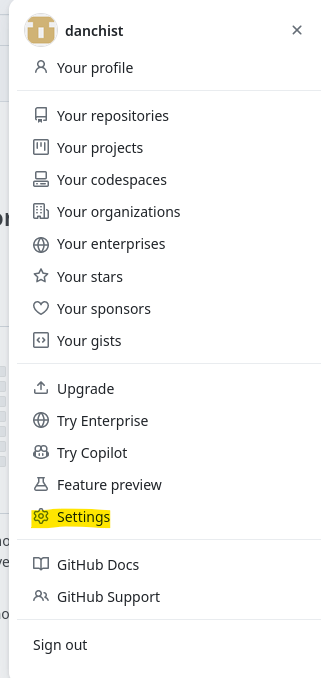 danchist
Your profile
Your repositories
Your projects
Your codespaces
Your organizations
Your enterprises
Your stars
Your sponsors
Your gists
Upgrade
Try Enterprise
Try Copilot
Feature preview
Settings
GitHub Docs
GitHub Support
Sign out